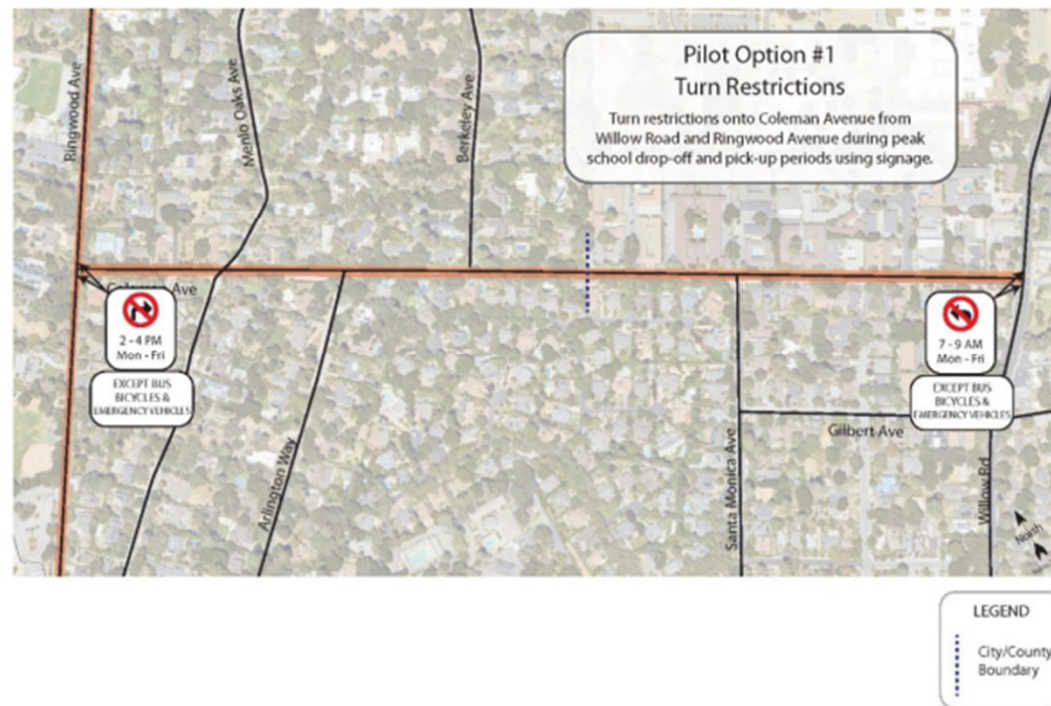 Pilot Option #1
Turn Restrictions
Turn restrictions onto Coleman Avenue from
Willow Road and Ringwood Avenue during peak
school drop-off and pick-up periods using signage.
Ringwood Ave
Menlo Oaks Ave
Berkeley Ave
Coleman Ave
2 - 4 PM
Mon - Fri
EXCEPT BUS
BICYCLES &
EMERGENCY VEHICLES
7 - 9 AM
Mon - Fri
EXCEPT BUS
BICYCLES &
EMERGENCY VEHICLES
Arlington Way
Santa Monica Ave
Gilbert Ave
Willow Rd
North
LEGEND
City/County
Boundary